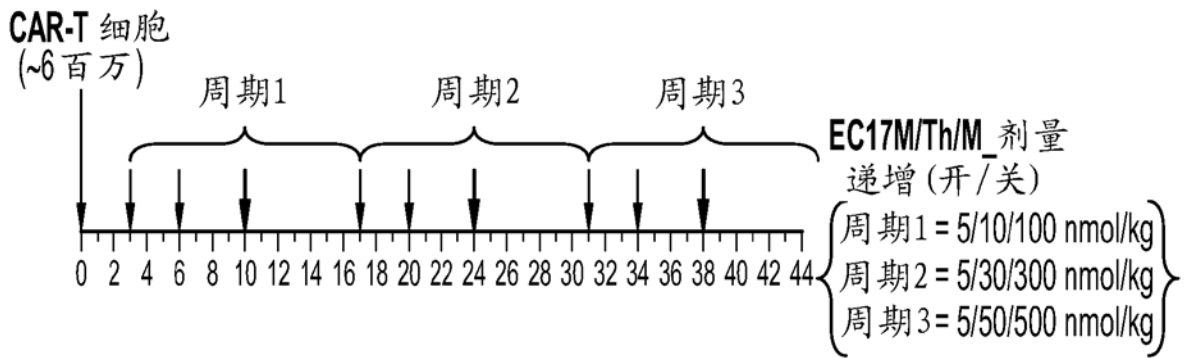 CAR-T 细胞
(~6百万)
周期1 周期2 周期3
EC17M/Th/M_剂量
递增(开/关)
周期1 = 5/10/100 nmol/kg
周期2 = 5/30/300 nmol/kg
周期3 = 5/50/500 nmol/kg
0 2 4 6 8 10 12 14 16 18 20 22 24 26 28 30 32 34 36 38 40 42 44